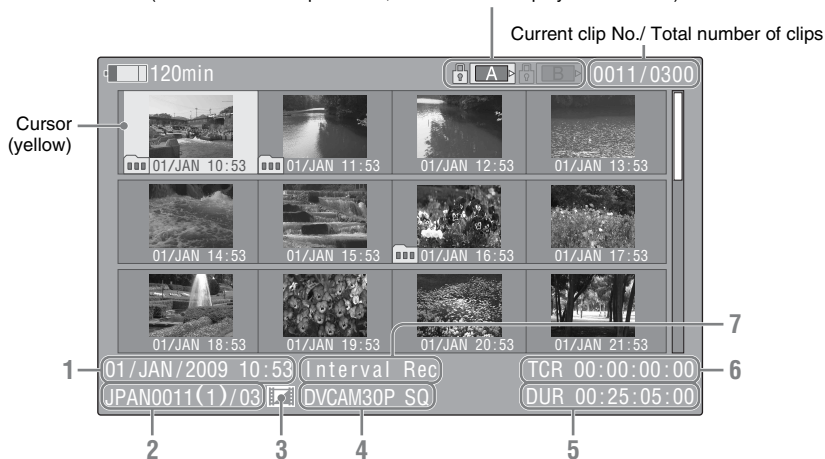 Current clip No./ Total number of clips
120min
A
B
0011/0300
Cursor
(yellow)
01/JAN 10:53
01/JAN 11:53
01/JAN 12:53
01/JAN 13:53
01/JAN 14:53
01/JAN 15:53
01/JAN 16:53
01/JAN 17:53
01/JAN 18:53
01/JAN 19:53
01/JAN 20:53
01/JAN 21:53
7
1
01/JAN/2009 10:53
Interval Rec
TCR 00:00:00:00
6
JPAN0011(1)/03
DVCAM30P SQ
DUR 00:25:05:00
2
3
4
5